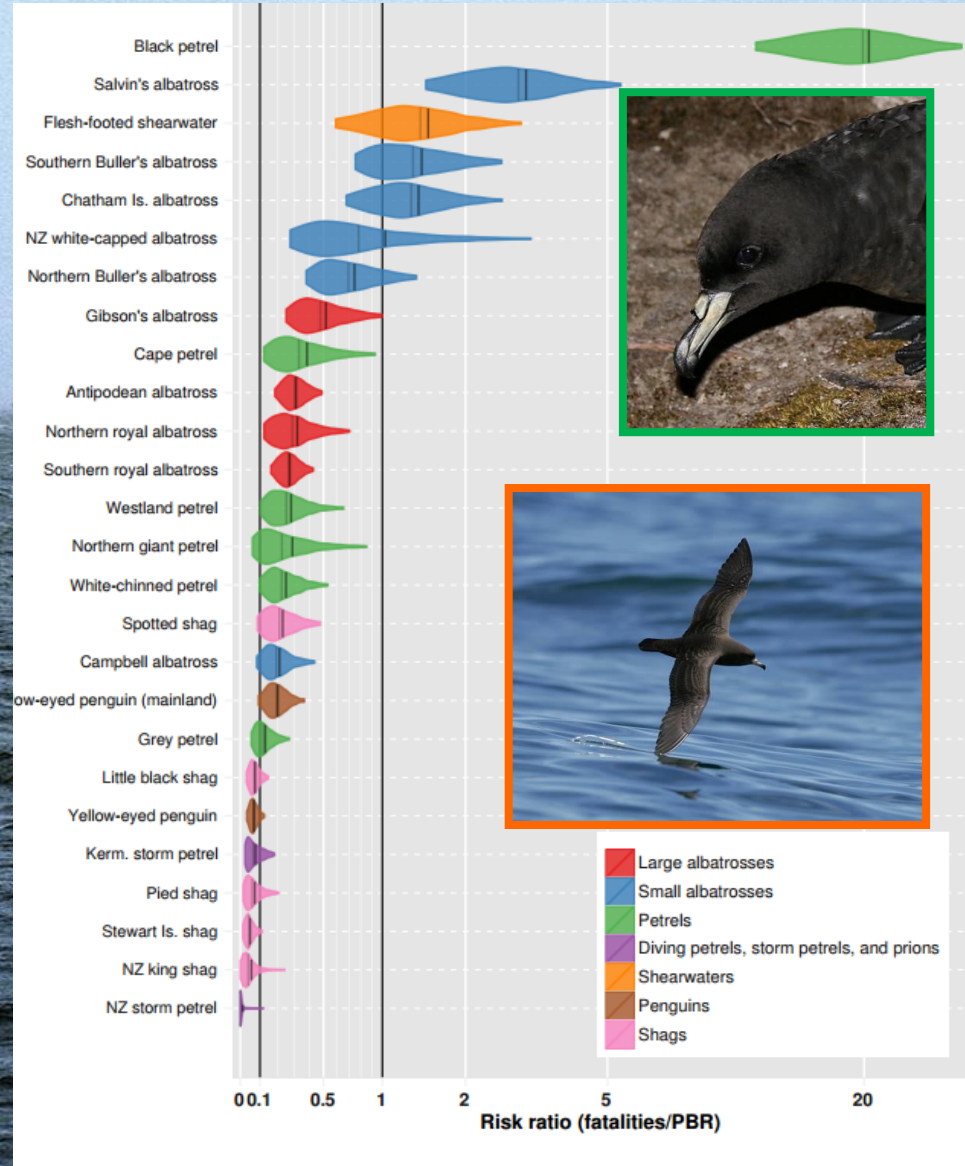 Black petrel
Salvin's albatross
Flesh-footed shearwater
Southern Buller's albatross
Chatham Is. albatross
NZ white-capped albatross
Northern Buller's albatross
Gibson's albatross
Cape petrel
Antipodean albatross
Northern royal albatross
Southern royal albatross
Westland petrel
Northern giant petrel
White-chinned petrel
Spotted shag
Campbell albatross
ow-eyed penguin (mainland)
Grey petrel
Little black shag
Yellow-eyed penguin
Kerm. storm petrel
Pied shag
Stewart Is. shag
NZ king shag
NZ storm petrel
Large albatrosses
Small albatrosses
Petrels
Diving petrels, storm petrels, and prions
Shearwaters
Penguins
Shags
0 0.1 0.5 1 2 5 20
Risk ratio (fatalities/PBR)